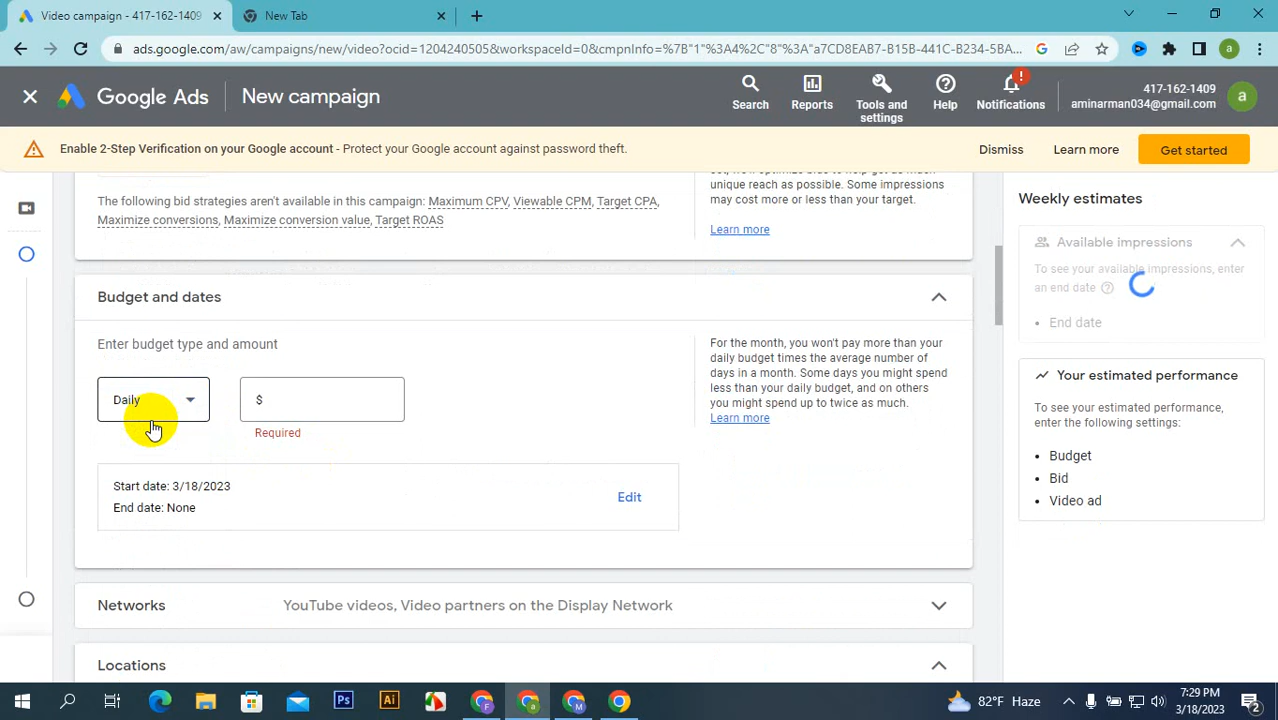 Video campaign - 417-162-1409
New Tab
ads.google.com/aw/campaigns/new/video?ocid=1204240505&workspaceId=0&cmpnInfo=%7B"1"%3A4%2C"8"%3A"a7CD8EAB7-B15B-441C-B234-5BA...
Google Ads
New campaign
Search
Reports
Tools and settings
Help
Notifications
417-162-1409
aminarman034@gmail.com
a
Enable 2-Step Verification on your Google account - Protect your Google account against password theft.
Dismiss
Learn more
Get started
unique reach as possible. Some impressions
may cost more or less than your target.
Learn more
The following bid strategies aren't available in this campaign: Maximum CPV, Viewable CPM, Target CPA,
Maximize conversions, Maximize conversion value, Target ROAS
Budget and dates
Enter budget type and amount
Daily
$
Required
For the month, you won't pay more than your
daily budget times the average number of
days in a month. Some days you might spend
less than your daily budget, and on others
you might spend up to twice as much.
Learn more
Start date: 3/18/2023
End date: None
Edit
Networks
YouTube videos, Video partners on the Display Network
Locations
Weekly estimates
Available impressions
To see your available impressions, enter
an end date
End date
Your estimated performance
To see your estimated performance,
enter the following settings:
Budget
Bid
Video ad
82°F Haze
7:29 PM
3/18/2023
2